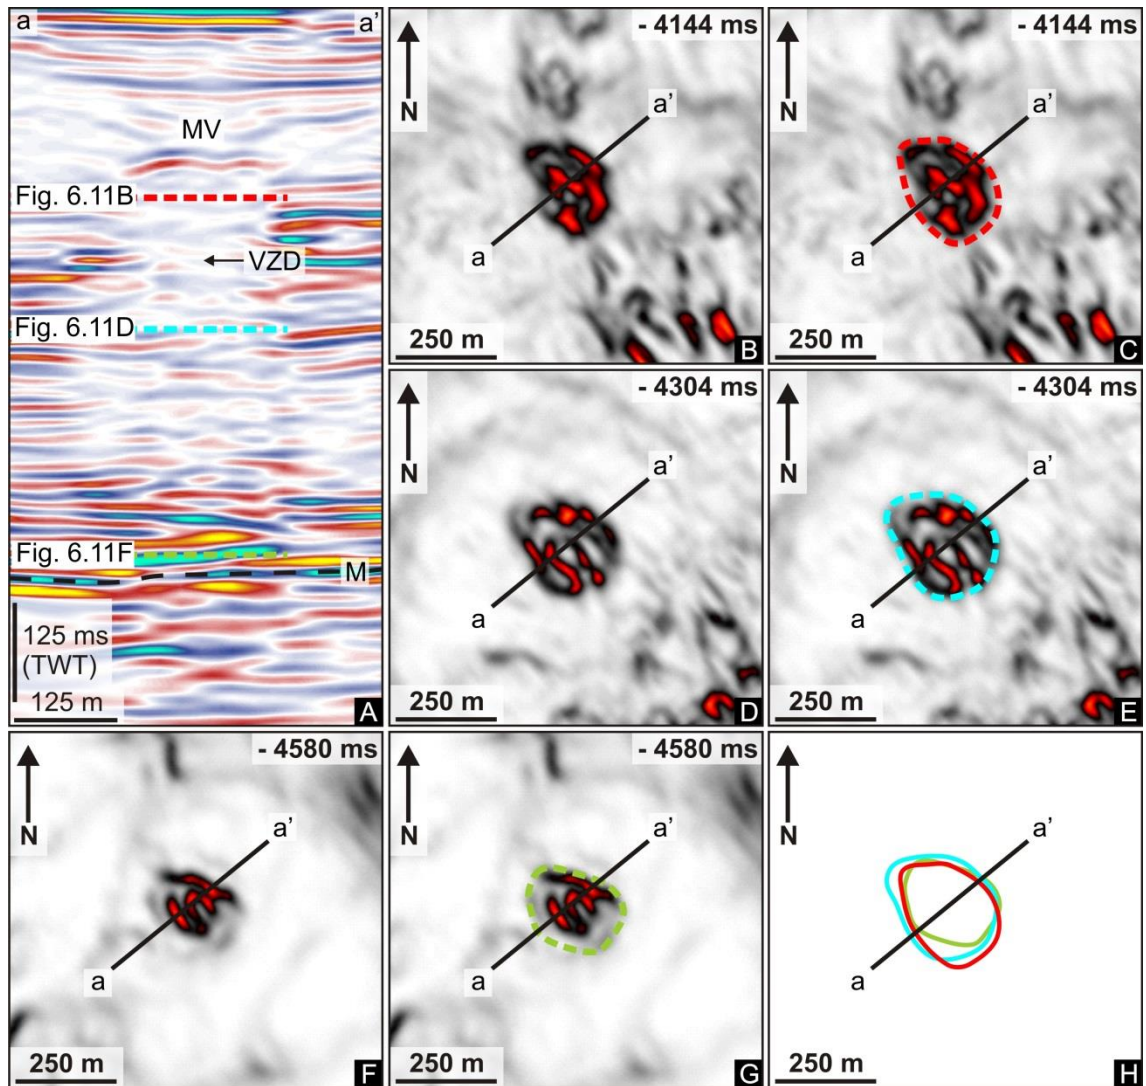 a
a’
MV
Fig. 6.11B
VZD
Fig. 6.11D
Fig. 6.11F
M
125 ms
(TWT)
125 m
A
- 4144 ms
N
a’
a
250 m
B
- 4144 ms
N
a’
a
250 m
C
- 4304 ms
N
a’
a
250 m
D
- 4304 ms
N
a’
a
250 m
E
- 4580 ms
N
a’
a
250 m
F
- 4580 ms
N
a’
a
250 m
G
N
a’
a
250 m
H